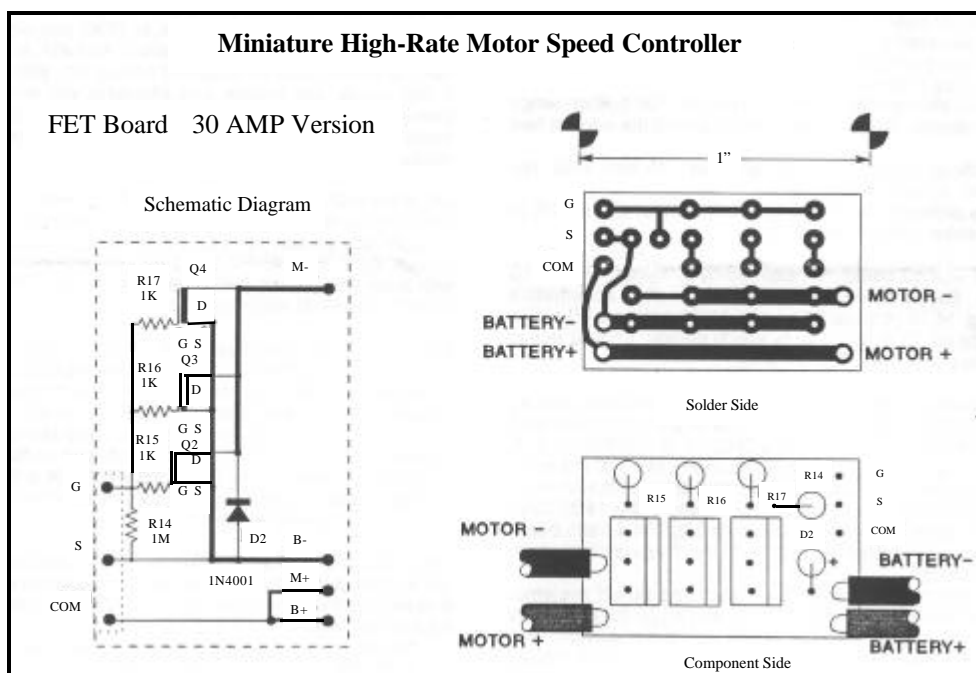 Miniature High-Rate Motor Speed Controller
FET Board 30 AMP Version
Schematic Diagram
Q4
M-
R17
1K
D
G S
Q3
R16
1K
D
G S
Q2
R15
1K
D
G
G S
R14
1M
S
D2
B-
1N4001
M+
COM
B+
1”
G
S
COM
MOTOR -
BATTERY-
BATTERY+
MOTOR +
Solder Side
R14
G
R15
R16
R17
S
MOTOR -
D2
COM
+
BATTERY-
MOTOR +
BATTERY+
Component Side